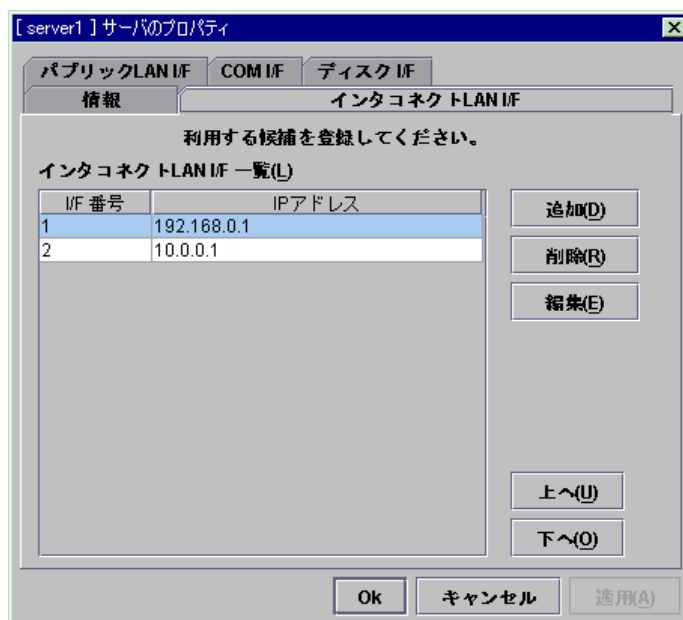 [ server1 ] サーバのプロパティ
パブリックLAN I/F COM I/F ディスク I/F
情報 インタコネクトLAN I/F
利用する候補を登録してください。
インタコネクトLAN I/F 一覧(L)
I/F 番号 IPアドレス
1 192.168.0.1
2 10.0.0.1
追加(D)
削除(R)
編集(E)
上へ(U)
下へ(O)
Ok キャンセル 適用(A)